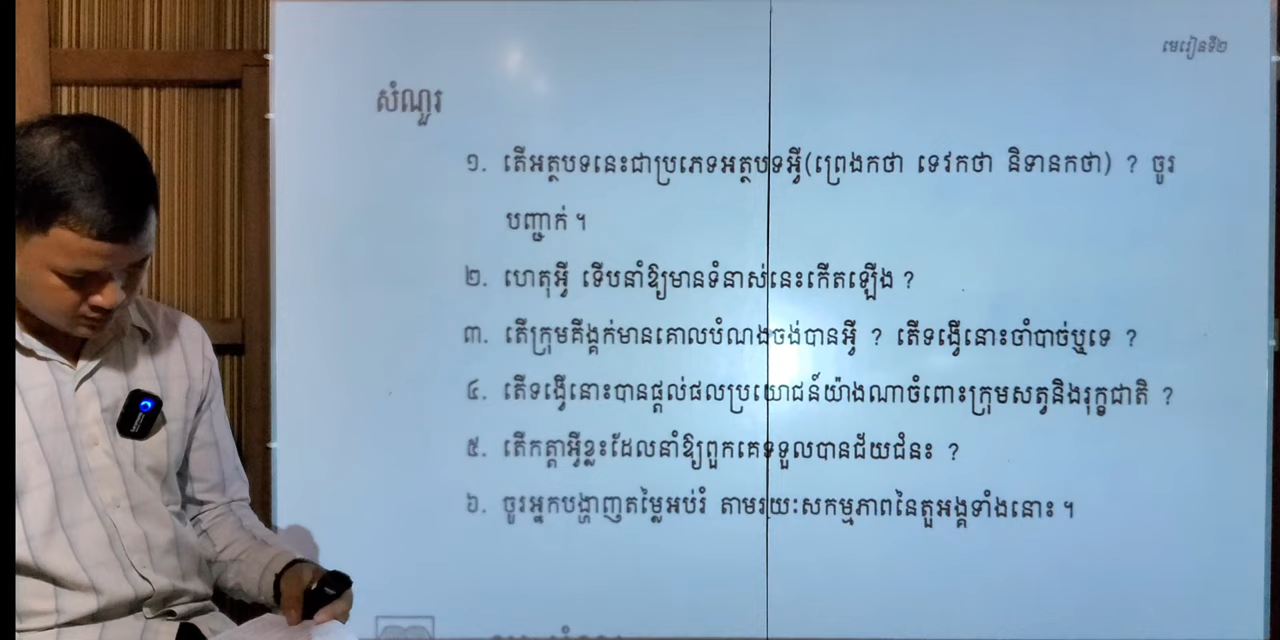 មេរៀនទី២
សំណួរ
១. តើអត្ថបទនេះជាប្រភេទអត្ថបទអ្វី(ព្រេងកថា ទេវកថា និទានកថា) ? ចូរ
បញ្ជាក់ ។
២. ហេតុអ្វី ទើបនាំឱ្យមានទំនាស់នេះកើតឡើង ?
៣. តើក្រុមគីង្គក់មានគោលបំណងចង់បានអ្វី ? តើទង្វើនោះចាំបាច់ឬទេ ?
៤. តើទង្វើនោះបានផ្តល់ផលប្រយោជន៍យ៉ាងណាចំពោះក្រុមសត្វនិងរុក្ខជាតិ ?
៥. តើកត្តាអ្វីខ្លះដែលនាំឱ្យពួកគេទទួលបានជ័យជំនះ ?
៦. ចូរអ្នកបង្ហាញតម្លៃអប់រំ តាមរយៈសកម្មភាពនៃតួអង្គទាំងនោះ ។